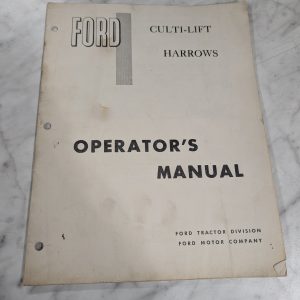 FORD
CULTI-LIFT
HARROWS
OPERATOR'S
MANUAL
FORD TRACTOR DIVISION
FORD MOTOR COMPANY